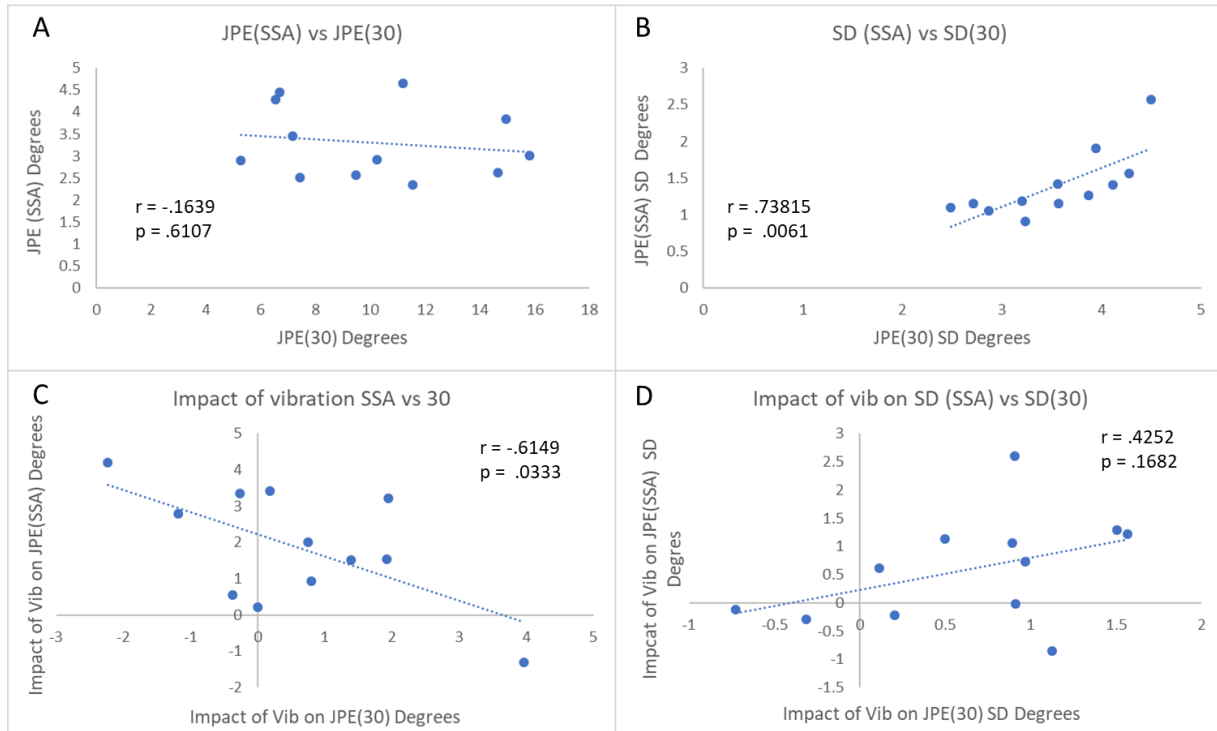 A
JPE(SSA) vs JPE(30)
JPE (SSA) Degrees
5
4.5
4
3.5
3
2.5
2
1.5
1
0.5
0
r = -.1639
p = .6107
0 2 4 6 8 10 12 14 16 18
JPE(30) Degrees
B
SD (SSA) vs SD(30)
JPE(SSA) SD Degrees
3
2.5
2
1.5
1
0.5
0
r = .73815
p = .0061
0 2 3 4 5
JPE(30) SD Degrees
C
Impact of vibration SSA vs 30
Impact of Vib on JPE(SSA) Degrees
5
4
3
2
1
0
-1
-2
r = -.6149
p = .0333
-3 -2 -1 0 1 2 3 4 5
Impact of Vib on JPE(30) Degrees
D
Impact of vib on SD (SSA) vs SD(30)
Impcat of Vib on JPE(SSA) SD
Degres
3
2.5
2
1.5
1
0.5
0
-0.5
-1
-1.5
r = .4252
p = .1682
-1 -0.5 0 0.5 1 1.5 2
Impact of Vib on JPE(30) SD Degrees